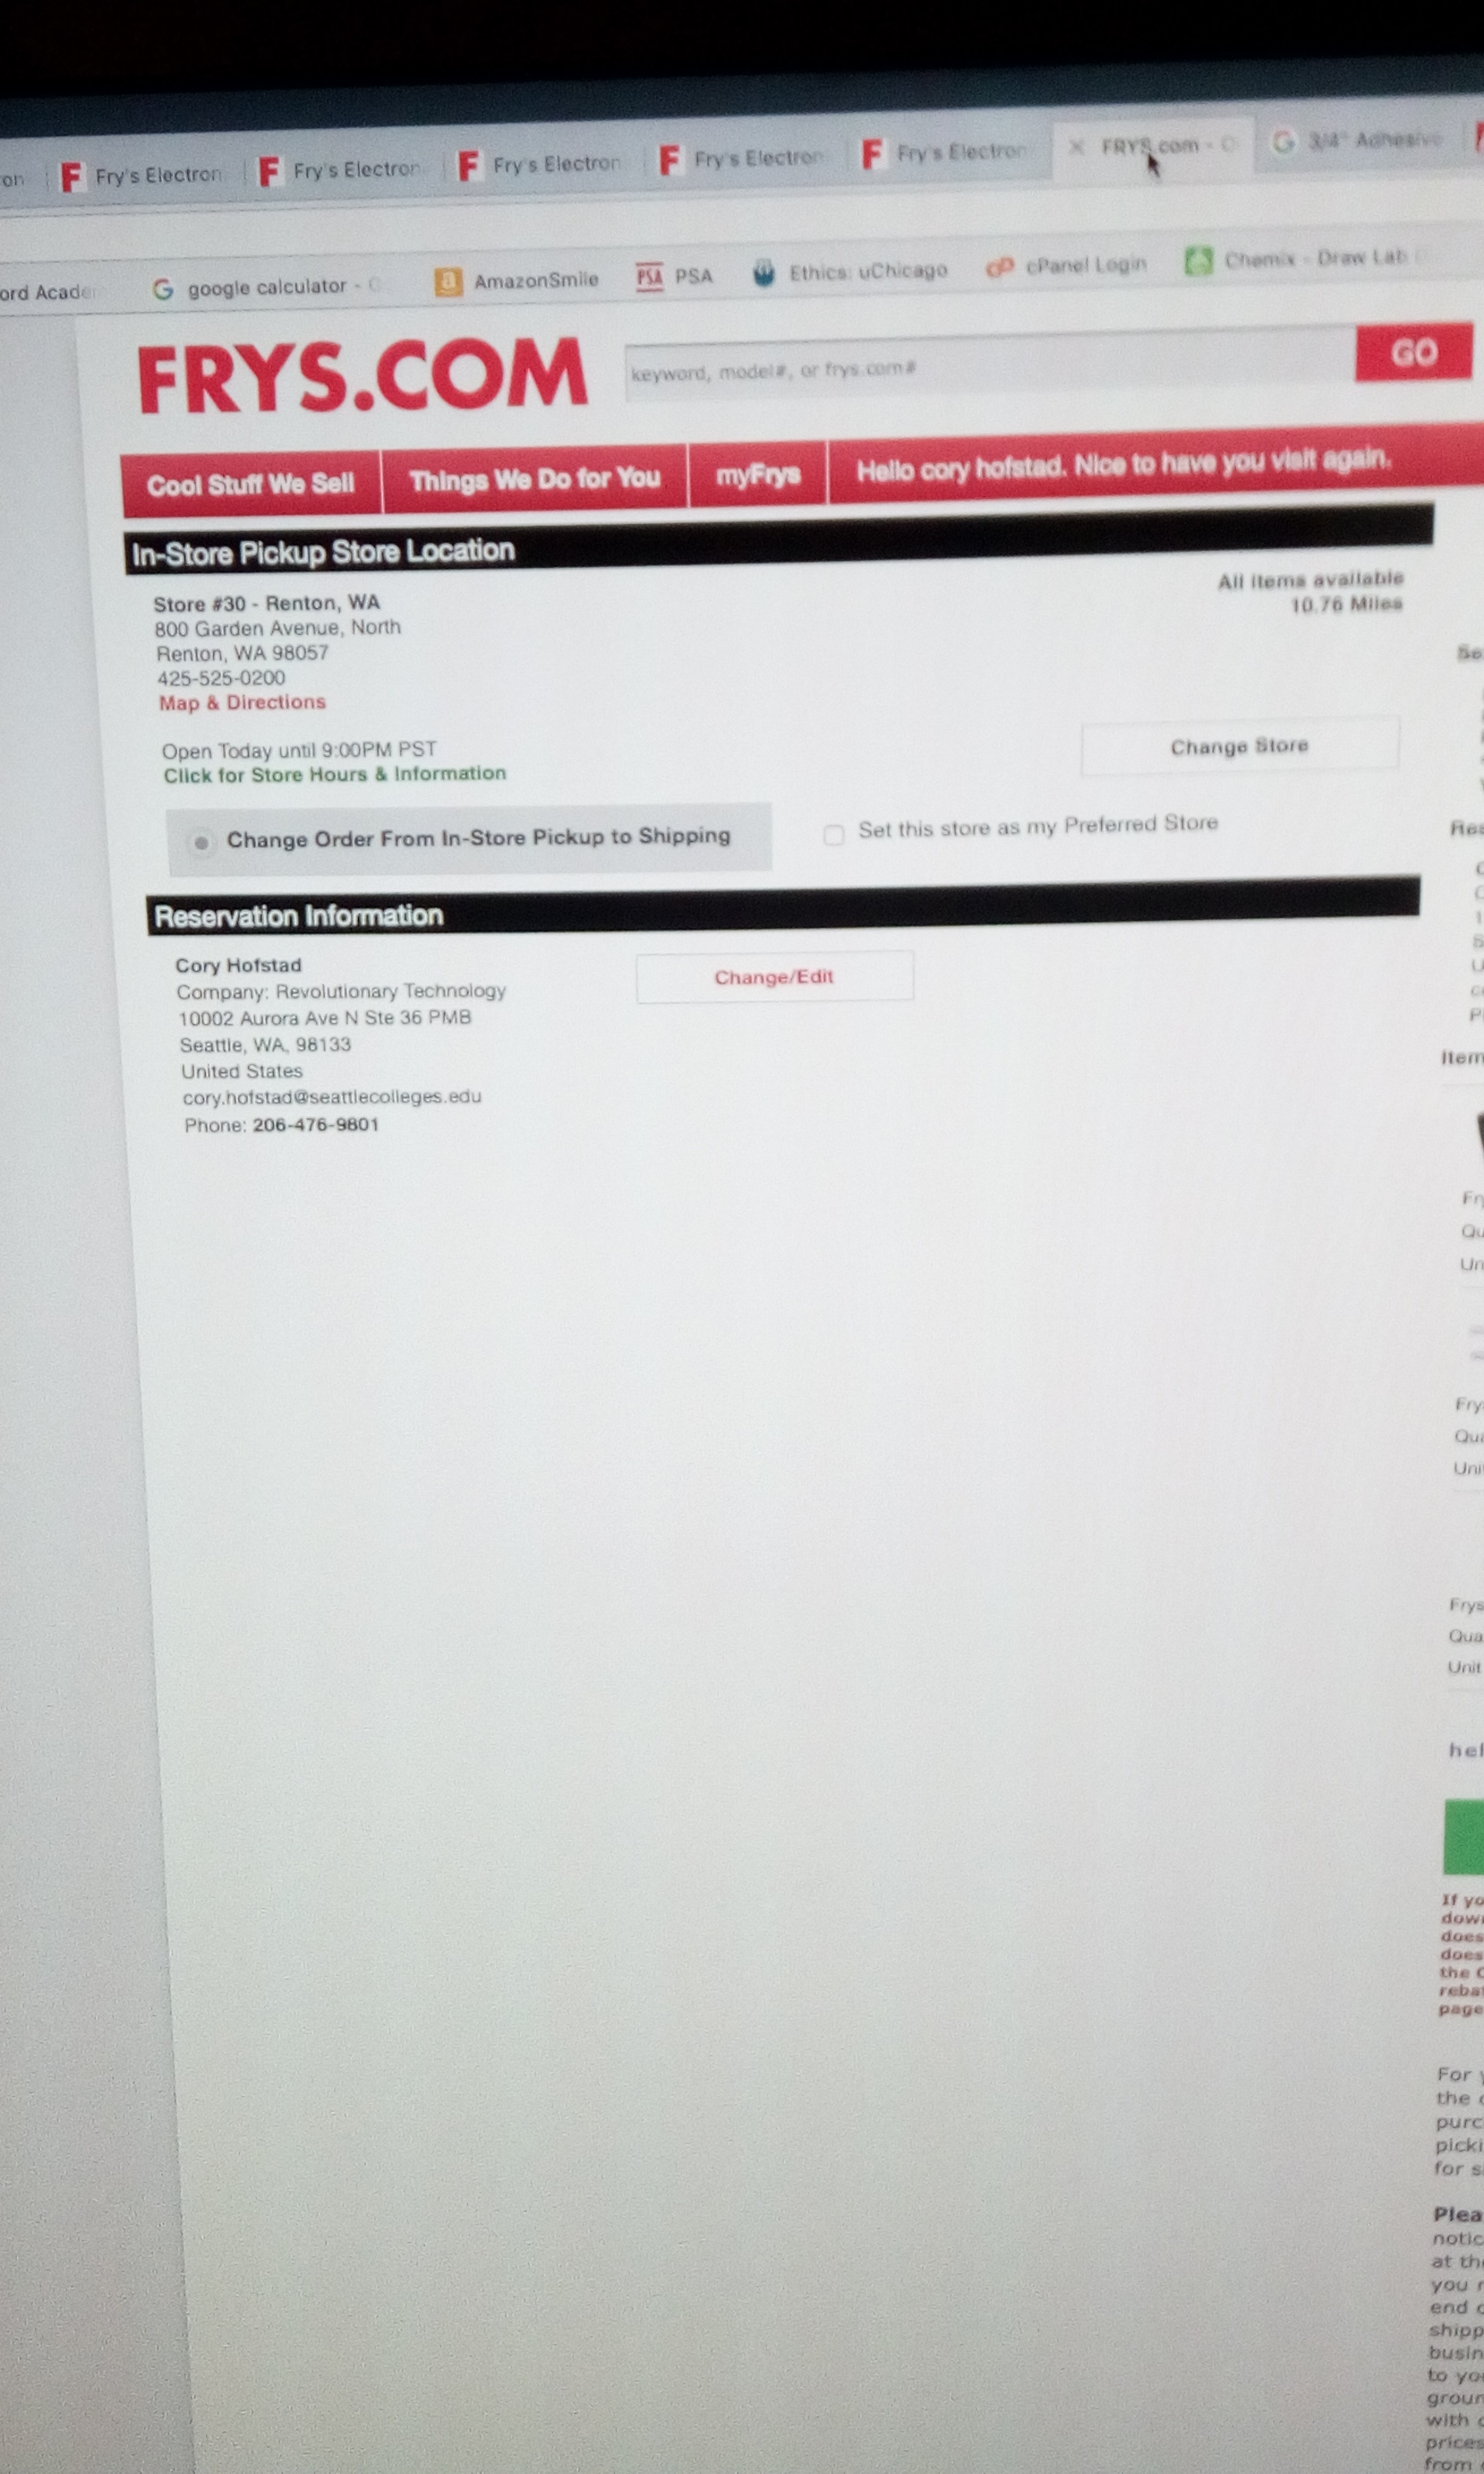 on
Fry's Electron
Fry's Electron
Fry's Electron
Fry's Electron
Fry's Electron
FRYS.com -
3/4" Adhesive
ord Acade
google calculator -
AmazonSmile
PSA PSA
Ethics: uChicago
cPanel Login
Chemix - Draw Lab
FRYS.COM
keyword, model#, or frys.com#
GO
Cool Stuff We Sell
Things We Do for You
myFrys
Hello cory hofstad. Nice to have you visit again.
In-Store Pickup Store Location
Store #30 - Renton, WA
800 Garden Avenue, North
Renton, WA 98057
425-525-0200
Map & Directions
All items available
10.76 Miles
Open Today until 9:00PM PST
Click for Store Hours & Information
Change Store
Change Order From In-Store Pickup to Shipping
Set this store as my Preferred Store
Reservation Information
Cory Hofstad
Company: Revolutionary Technology
10002 Aurora Ave N Ste 36 PMB
Seattle, WA, 98133
United States
cory.hofstad@seattlecolleges.edu
Phone: 206-476-9801
Change/Edit
Se
Res
Item
Fry
Qu
Un
Fry
Qua
Uni
Frys
Qua
Unit
hel
If yo
down
does
does
the C
rebat
page
For y
the
purc
picki
for s
Plea
notic
at the
you r
end o
shipp
busin
to you
groun
with
prices
from